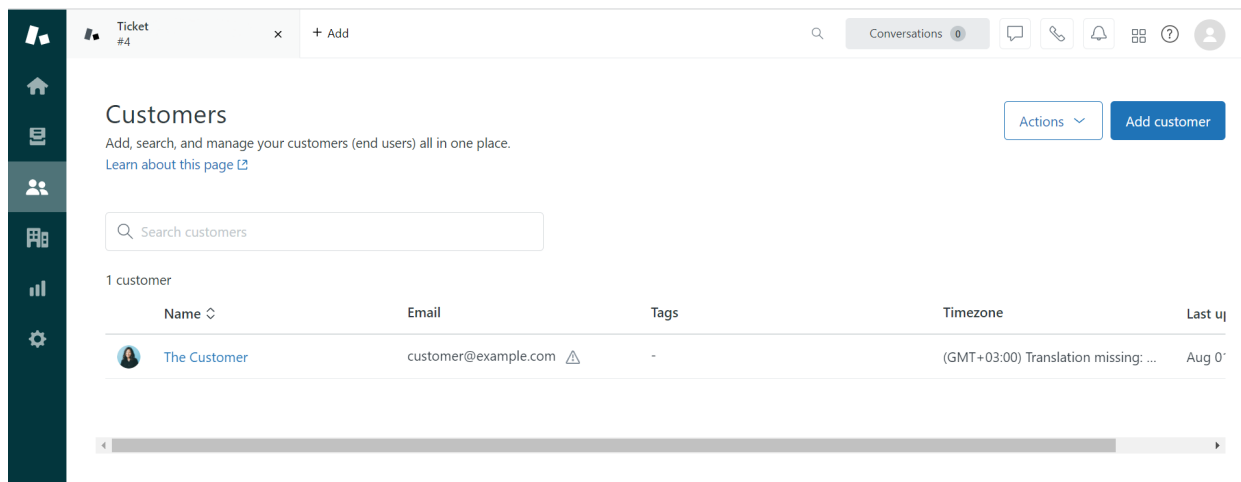 Ticket
#4
+ Add
Conversations 0
Customers
Add, search, and manage your customers (end users) all in one place.
Learn about this page
Actions
Add customer
Search customers
1 customer
Name Email Tags Timezone Last
The Customer customer@example.com - (GMT+03:00) Translation missing: ... Aug